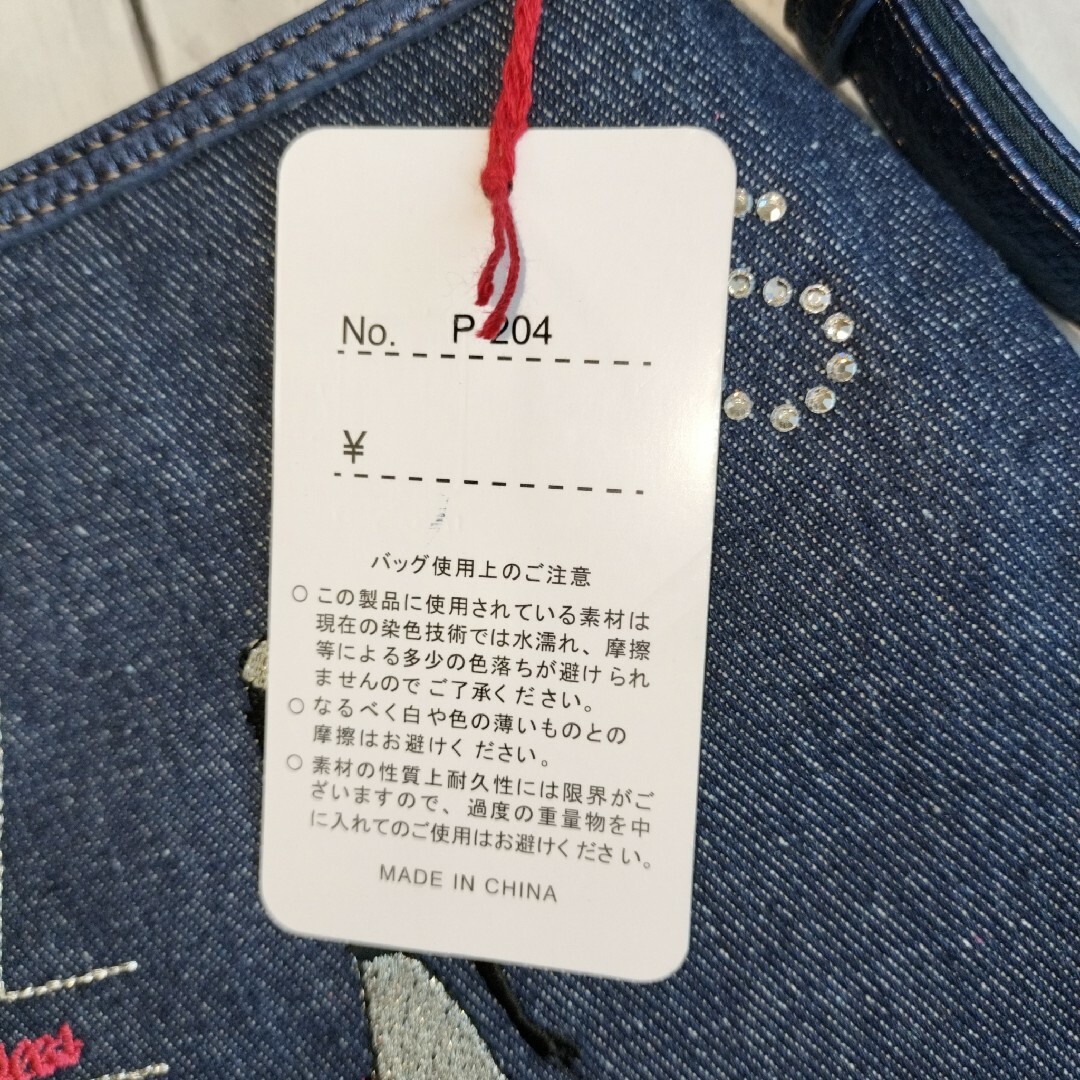 No. P-204
¥
バッグ使用上のご注意
○ この製品に使用されている素材は
現在の染色技術では水濡れ、摩擦
等による多少の色落ちが避けられ
ませんのでご了承ください。
○ なるべく白や色の薄いものとの
摩擦はお避けください。
○ 素材の性質上耐久性には限界がご
ざいますので、過度の重量物を中
に入れてのご使用はお避けください。
MADE IN CHINA